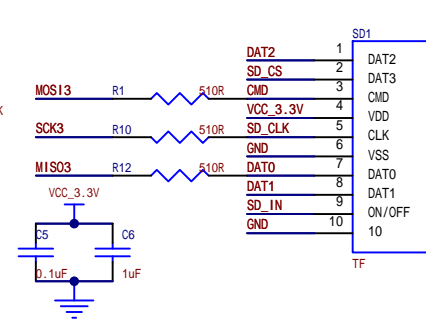 SD1
DAT2 1 DAT2
SD_CS 2 DAT3
MOSI3 R1 510R CMD 3 CMD
VCC_3.3V 4 VDD
SCK3 R10 510R SD_CLK 5 CLK
GND 6 VSS
MISO3 R12 510R DAT0 7 DAT0
DAT1 8 DAT1
VCC_3.3V SD_IN 9 ON/OFF
GND 10 10
C5 C6
TF
0.1uF 1uF